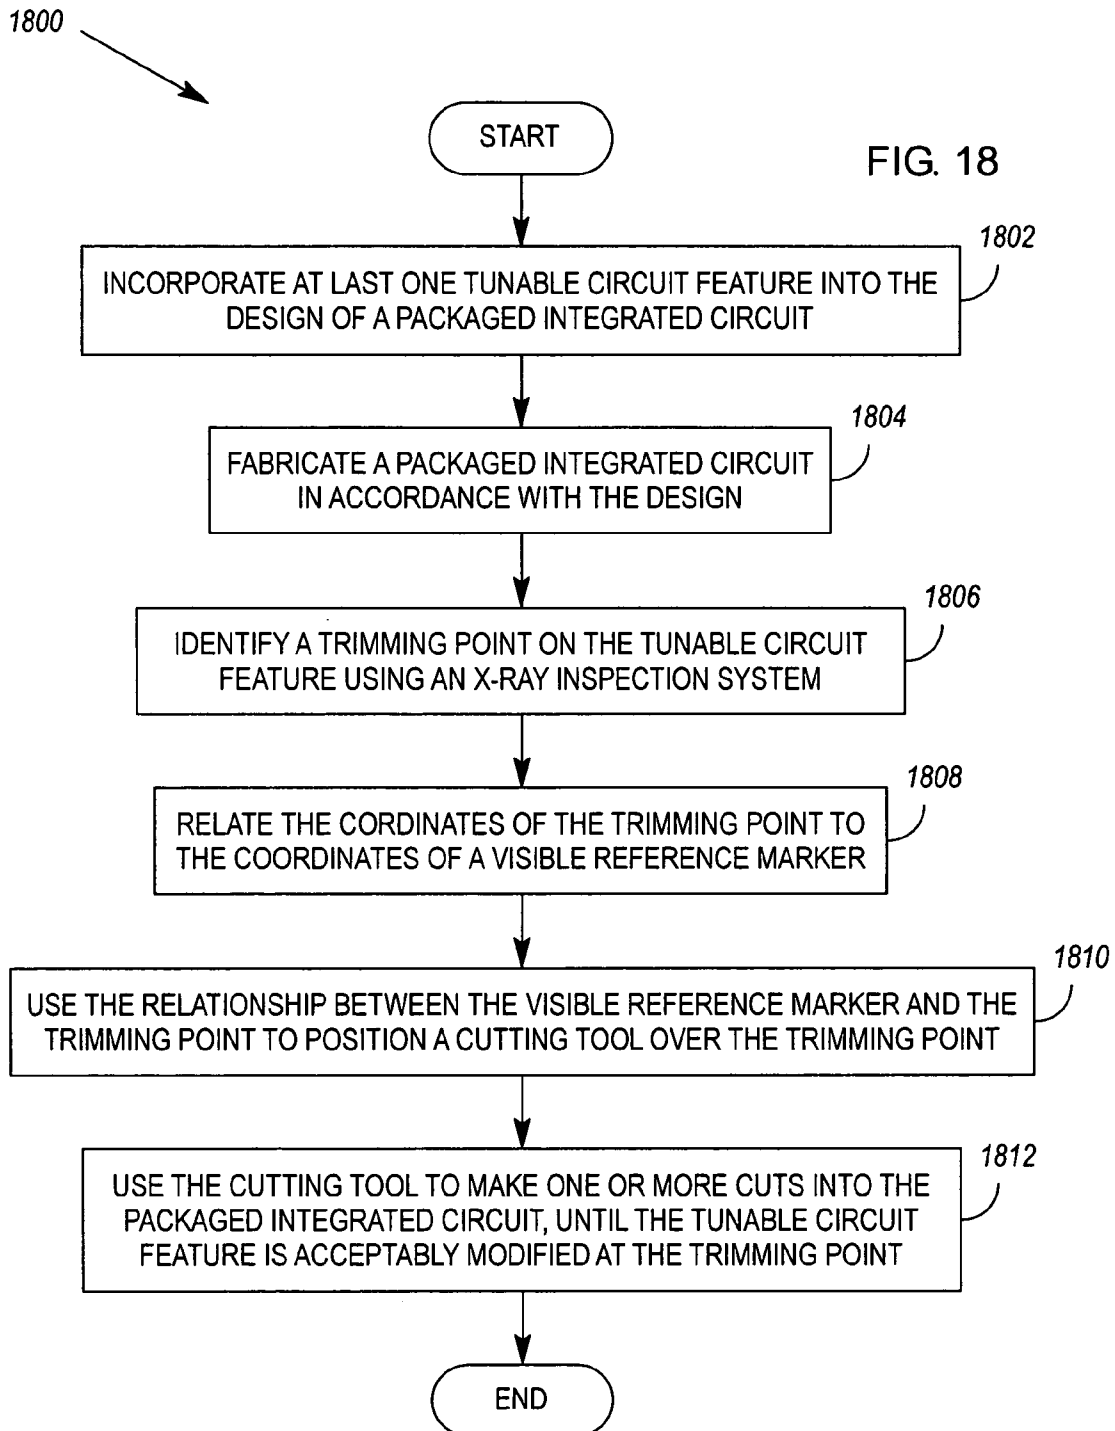 1800
START
FIG. 18
1802
INCORPORATE AT LAST ONE TUNABLE CIRCUIT FEATURE INTO THE
DESIGN OF A PACKAGED INTEGRATED CIRCUIT
1804
FABRICATE A PACKAGED INTEGRATED CIRCUIT
IN ACCORDANCE WITH THE DESIGN
1806
IDENTIFY A TRIMMING POINT ON THE TUNABLE CIRCUIT
FEATURE USING AN X-RAY INSPECTION SYSTEM
1808
RELATE THE CORDINATES OF THE TRIMMING POINT TO
THE COORDINATES OF A VISIBLE REFERENCE MARKER
1810
USE THE RELATIONSHIP BETWEEN THE VISIBLE REFERENCE MARKER AND THE
TRIMMING POINT TO POSITION A CUTTING TOOL OVER THE TRIMMING POINT
1812
USE THE CUTTING TOOL TO MAKE ONE OR MORE CUTS INTO THE
PACKAGED INTEGRATED CIRCUIT, UNTIL THE TUNABLE CIRCUIT
FEATURE IS ACCEPTABLY MODIFIED AT THE TRIMMING POINT
END